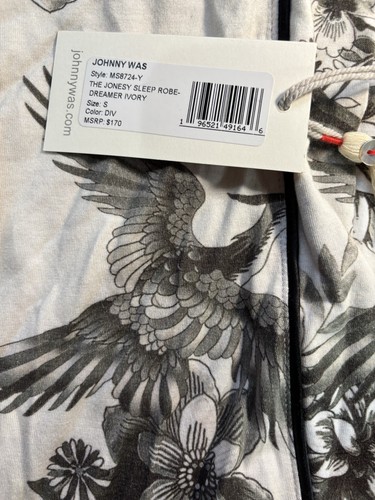 johnnywas.com
JOHNNY WAS
Style: MS8724-Y
THE JONESY SLEEP ROBE-
DREAMER IVORY
Size: S
Color: DIV
MSRP: $170
1 96521 49164 6